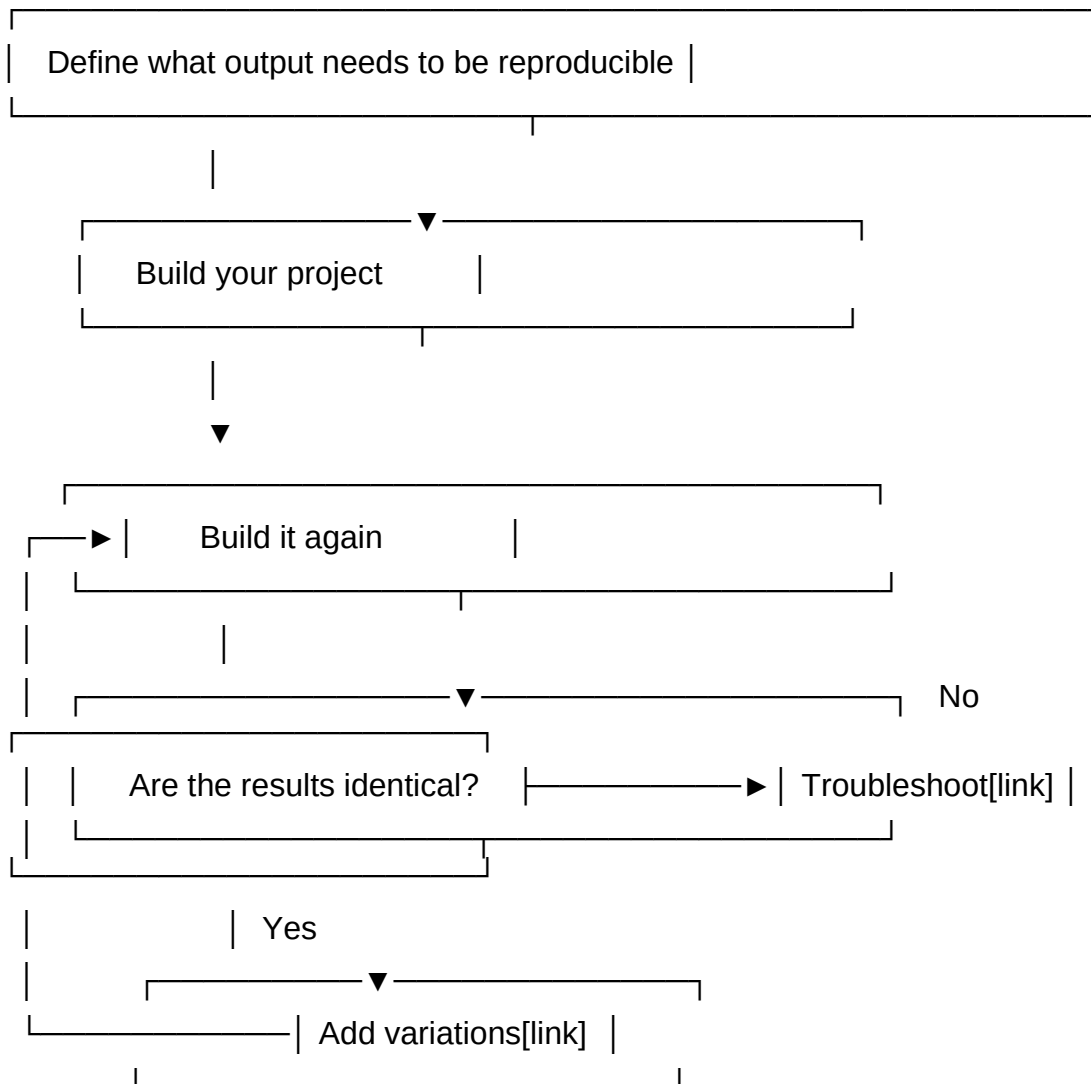 Define what output needs to be reproducible
Build your project
Build it again
No
Are the results identical?
Troubleshoot[link]
Yes
Add variations[link]